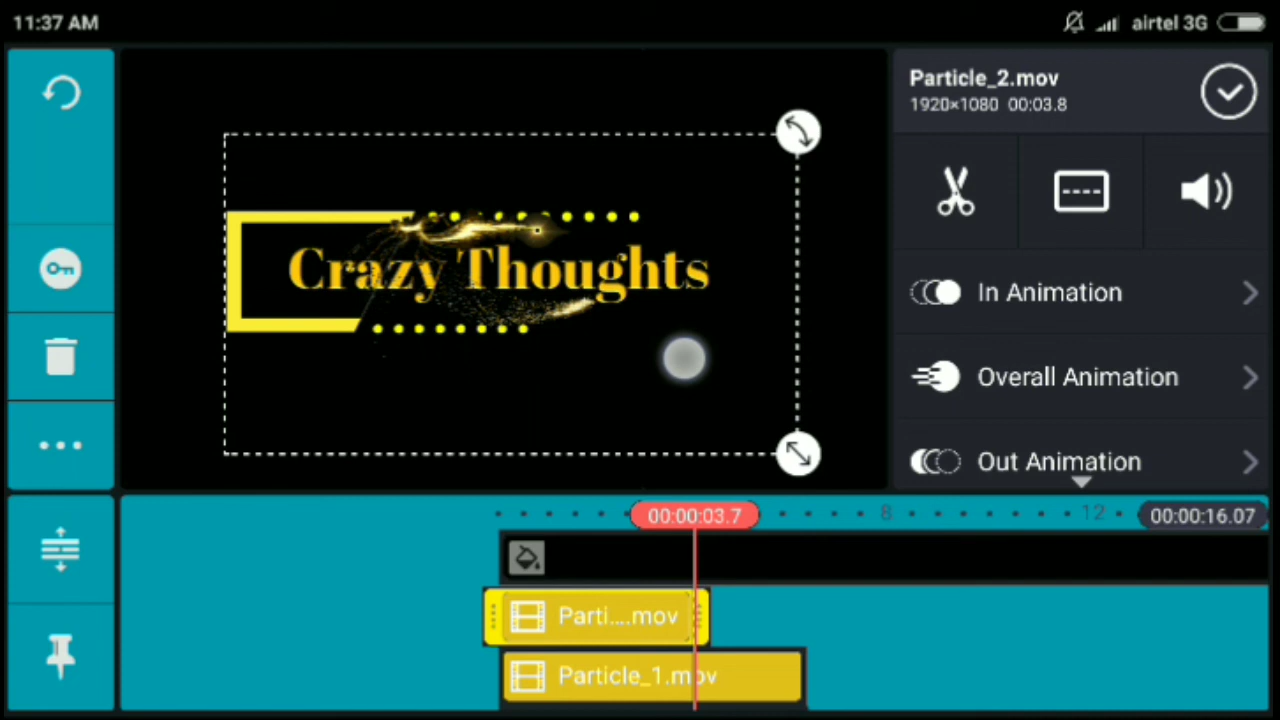 11:37 AM
airtel 3G
Particle_2.mov
1920×1080 00:03.8
In Animation
Overall Animation
Out Animation
Crazy Thoughts
00:00:03.7
8
12
00:00:16.07
Parti....mov
Particle_1.mov